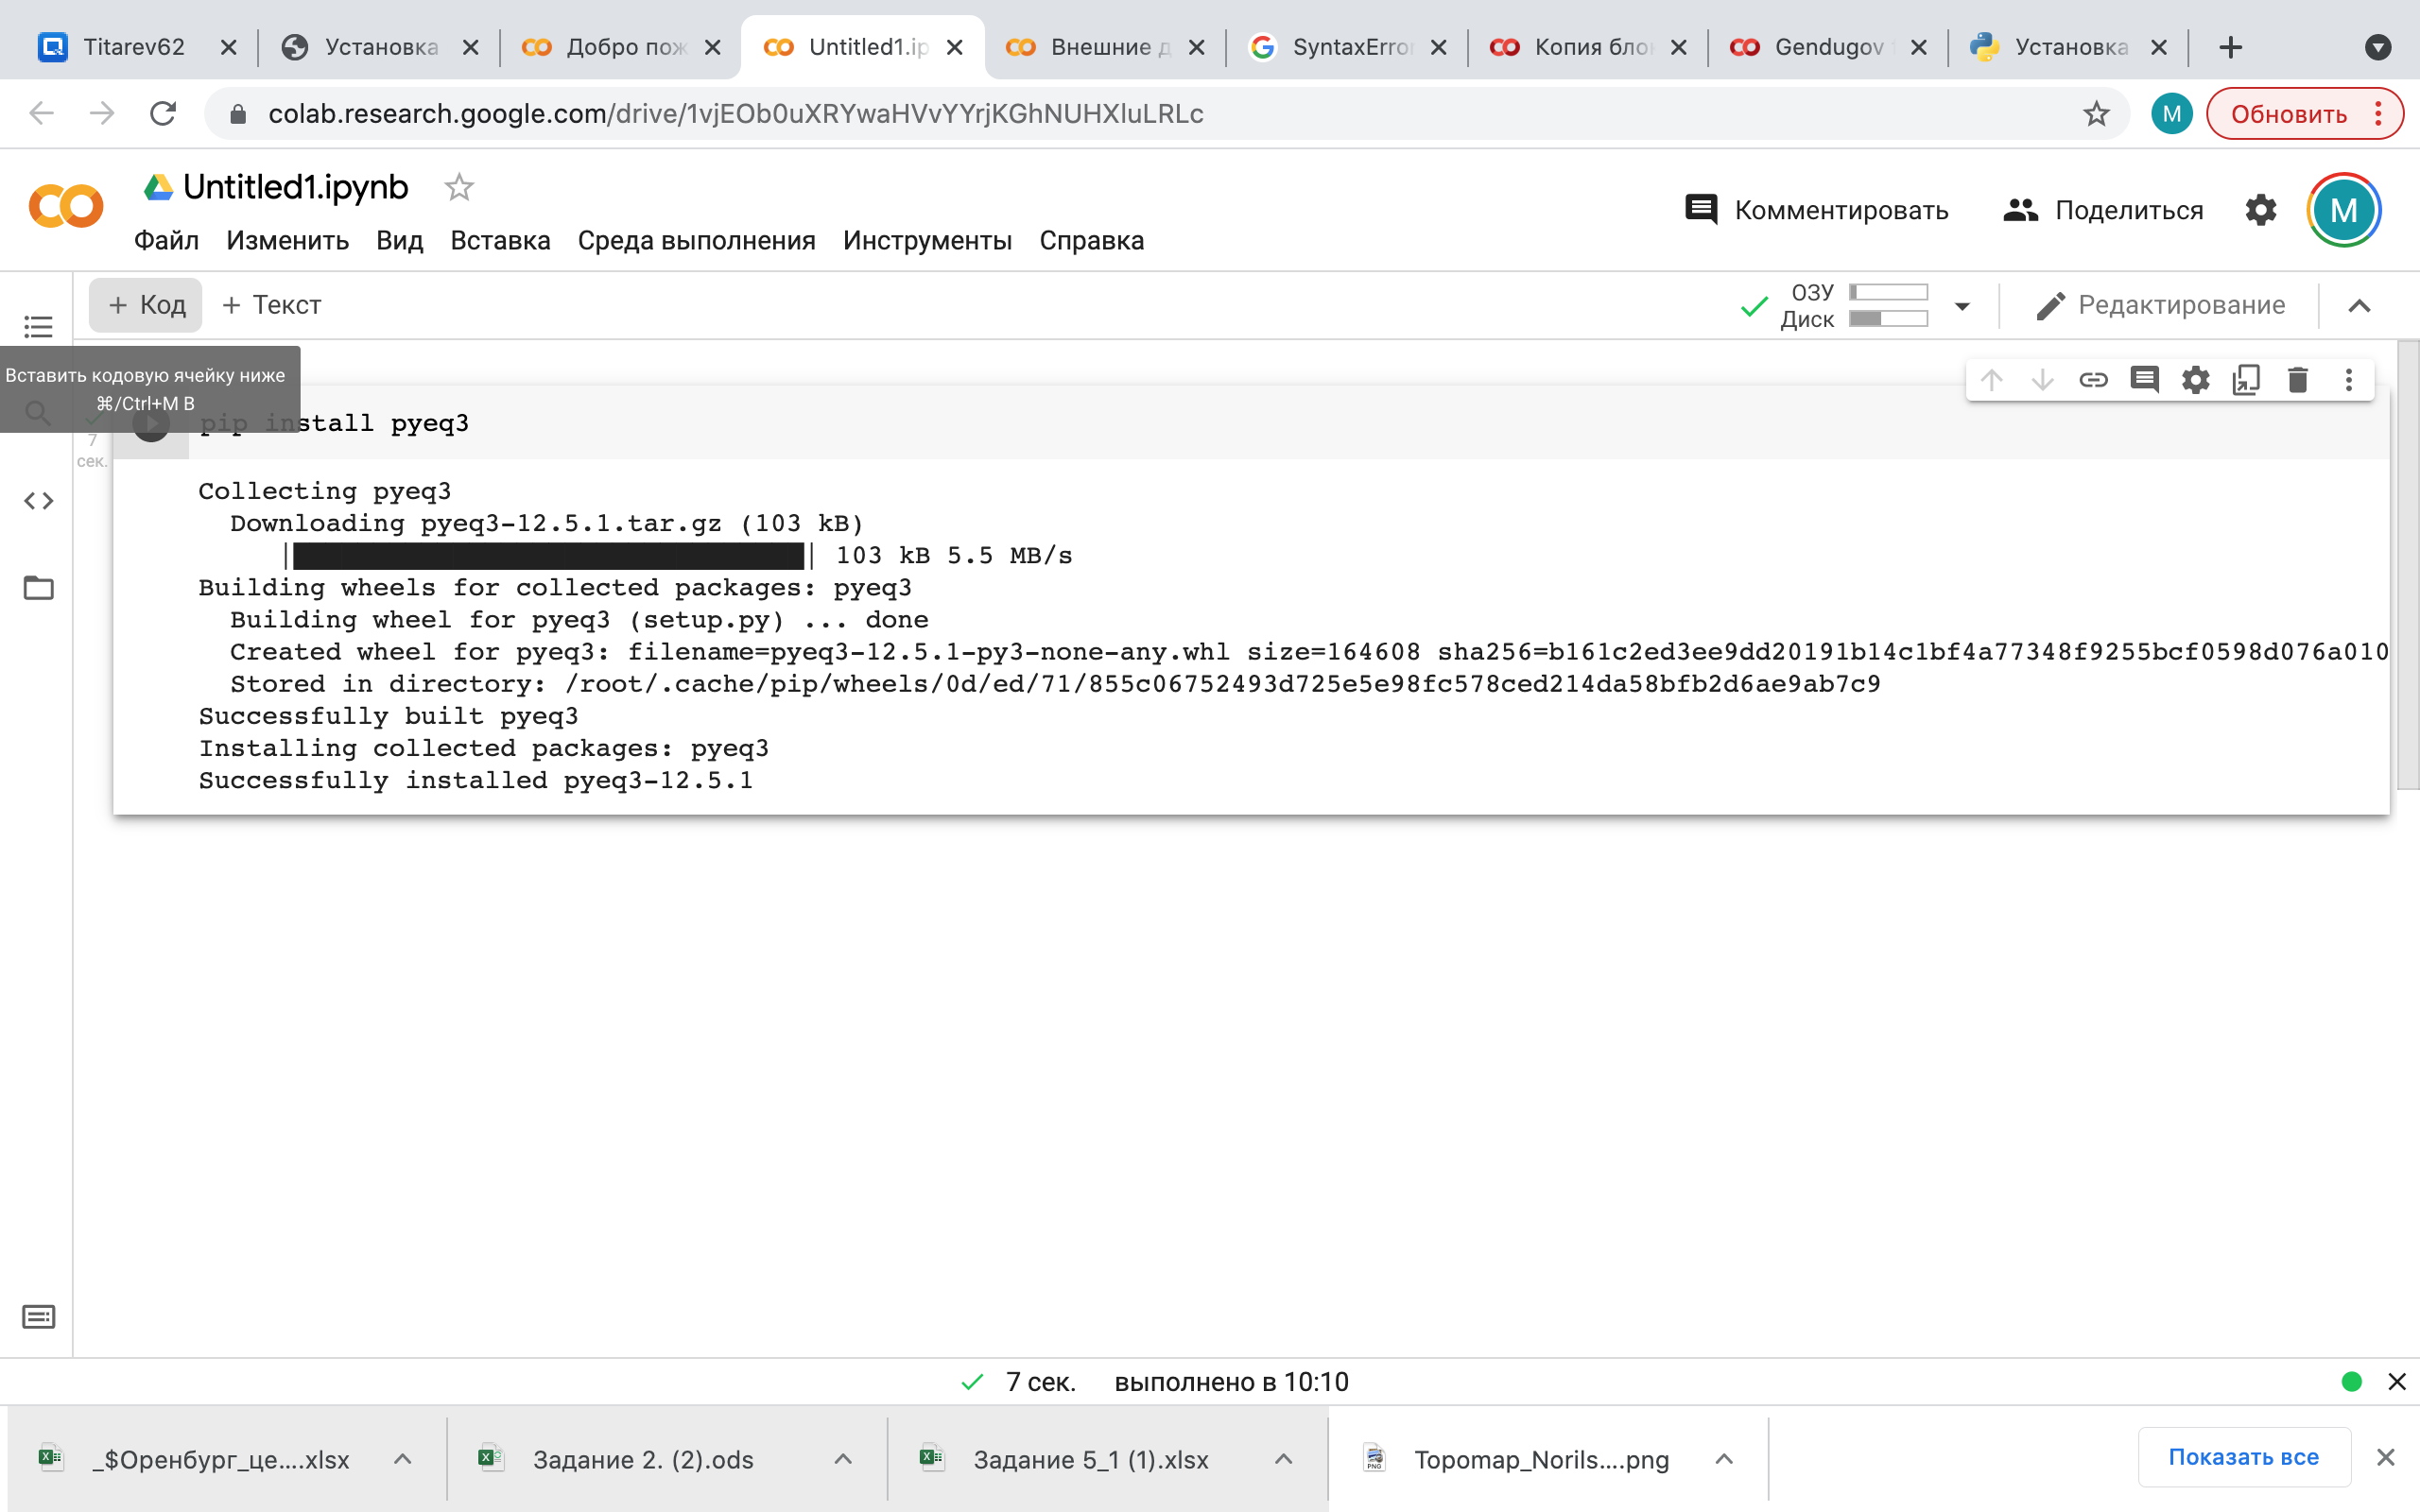 Titarev62
Установка
Добро пож
Untitled1.ip
Внешние д
SyntaxError
Копия блок
Gendugov
Установка
colab.research.google.com/drive/1vjEOb0uXRYwaHVvYYrjKGhNUHXluLRLc
M
Обновить
Untitled1.ipynb
Комментировать
Поделиться
M
Файл Изменить Вид Вставка Среда выполнения Инструменты Справка
+ Код + Текст
ОЗУ
Диск
Редактирование
Вставить кодовую ячейку ниже
⌘/Ctrl+M B
pip install pyeq3
7
сек.
Collecting pyeq3
Downloading pyeq3-12.5.1.tar.gz (103 kB)
103 kB 5.5 MB/s
Building wheels for collected packages: pyeq3
Building wheel for pyeq3 (setup.py) ... done
Created wheel for pyeq3: filename=pyeq3-12.5.1-py3-none-any.whl size=164608 sha256=b161c2ed3ee9dd20191b14c1bf4a77348f9255bcf0598d076a010
Stored in directory: /root/.cache/pip/wheels/0d/ed/71/855c06752493d725e5e98fc578ced214da58bfb2d6ae9ab7c9
Successfully built pyeq3
Installing collected packages: pyeq3
Successfully installed pyeq3-12.5.1
7 сек. выполнено в 10:10
_$Оренбург_це....xlsx
Задание 2. (2).ods
Задание 5_1 (1).xlsx
PNG
Topomap_Norils....png
Показать все